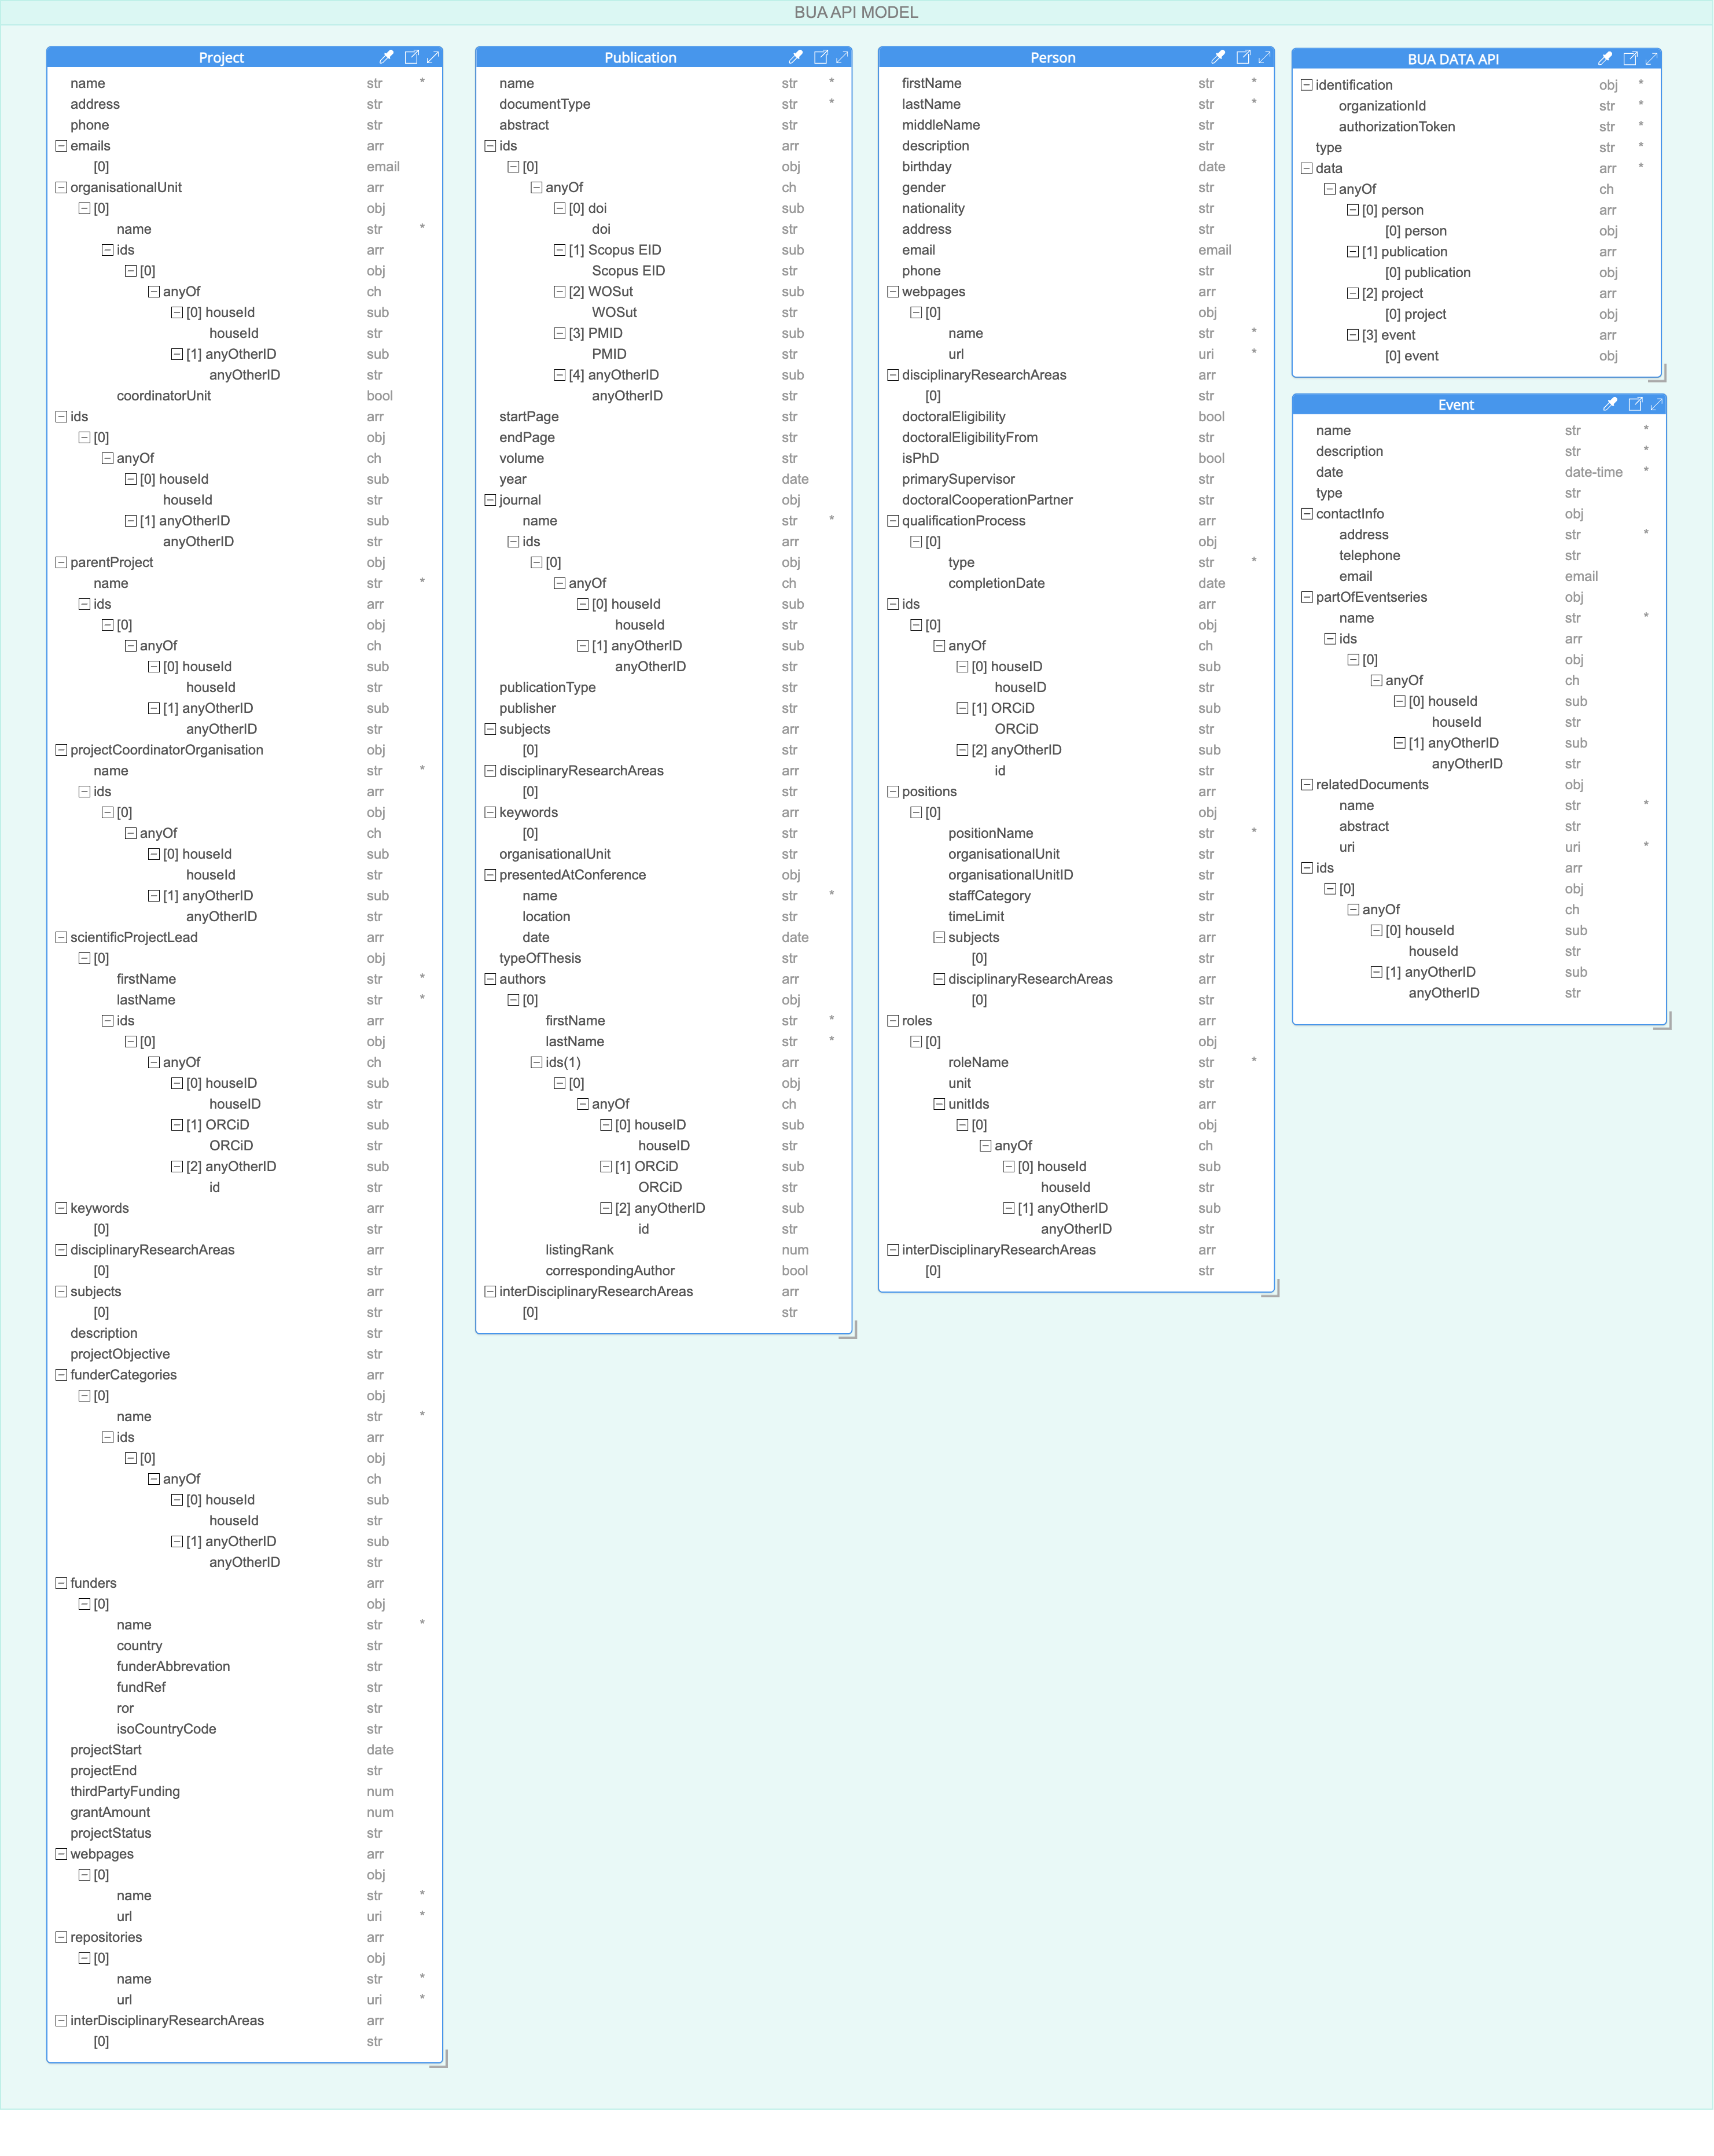 BUA API MODEL
Project
name str *
address str
phone str
emails arr
[0] email
organisationalUnit arr
[0] obj
name str *
ids arr
[0] obj
anyOf ch
[0] houseId sub
houseId str
[1] anyOtherID sub
anyOtherID str
coordinatorUnit bool
ids arr
[0] obj
anyOf ch
[0] houseId sub
houseId str
[1] anyOtherID sub
anyOtherID str
parentProject obj
name str *
ids arr
[0] obj
anyOf ch
[0] houseId sub
houseId str
[1] anyOtherID sub
anyOtherID str
projectCoordinatorOrganisation obj
name str *
ids arr
[0] obj
anyOf ch
[0] houseId sub
houseId str
[1] anyOtherID sub
anyOtherID str
scientificProjectLead arr
[0] obj
firstName str *
lastName str *
ids arr
[0] obj
anyOf ch
[0] houseID sub
houseID str
[1] ORCiD sub
ORCiD str
[2] anyOtherID sub
id str
keywords arr
[0] str
disciplinaryResearchAreas arr
[0] str
subjects arr
[0] str
description str
projectObjective str
funderCategories arr
[0] obj
name str *
ids arr
[0] obj
anyOf ch
[0] houseId sub
houseId str
[1] anyOtherID sub
anyOtherID str
funders arr
[0] obj
name str *
country str
funderAbbrevation str
fundRef str
ror str
isoCountryCode str
projectStart date
projectEnd str
thirdPartyFunding num
grantAmount num
projectStatus str
webpages arr
[0] obj
name str *
url uri *
repositories arr
[0] obj
name str *
url uri *
interDisciplinaryResearchAreas arr
[0] str
Publication
name str *
documentType str *
abstract str
ids arr
[0] obj
anyOf ch
[0] doi sub
doi str
[1] Scopus EID sub
Scopus EID str
[2] WOSut sub
WOSut str
[3] PMID sub
PMID str
[4] anyOtherID sub
anyOtherID str
startPage str
endPage str
volume str
year date
journal obj
name str *
ids arr
[0] obj
anyOf ch
[0] houseId sub
houseId str
[1] anyOtherID sub
anyOtherID str
publicationType str
publisher str
subjects arr
[0] str
disciplinaryResearchAreas arr
[0] str
keywords arr
[0] str
organisationalUnit str
presentedAtConference obj
name str *
location str
date date
typeOfThesis str
authors arr
[0] obj
firstName str *
lastName str *
ids(1) arr
[0] obj
anyOf ch
[0] houseID sub
houseID str
[1] ORCiD sub
ORCiD str
[2] anyOtherID sub
id str
listingRank num
correspondingAuthor bool
interDisciplinaryResearchAreas arr
[0] str
Person
firstName str *
lastName str *
middleName str
description str
birthday date
gender str
nationality str
address str
email email
phone str
webpages arr
[0] obj
name str *
url uri *
disciplinaryResearchAreas arr
[0] str
doctoralEligibility bool
doctoralEligibilityFrom str
isPhD bool
primarySupervisor str
doctoralCooperationPartner str
qualificationProcess arr
[0] obj
type str *
completionDate date
ids arr
[0] obj
anyOf ch
[0] houseID sub
houseID str
[1] ORCiD sub
ORCiD str
[2] anyOtherID sub
id str
positions arr
[0] obj
positionName str *
organisationalUnit str
organisationalUnitID str
staffCategory str
timeLimit str
subjects arr
[0] str
disciplinaryResearchAreas arr
[0] str
roles arr
[0] obj
roleName str *
unit str
unitIds arr
[0] obj
anyOf ch
[0] houseId sub
houseId str
[1] anyOtherID sub
anyOtherID str
interDisciplinaryResearchAreas arr
[0] str
BUA DATA API
identification obj *
organizationId str *
authorizationToken str *
type str *
data arr *
anyOf ch
[0] person arr
[0] person obj
[1] publication arr
[0] publication obj
[2] project arr
[0] project obj
[3] event arr
[0] event obj
Event
name str *
description str *
date date-time *
type str
contactInfo obj
address str *
telephone str
email email
partOfEventseries obj
name str *
ids arr
[0] obj
anyOf ch
[0] houseId sub
houseId str
[1] anyOtherID sub
anyOtherID str
relatedDocuments obj
name str *
abstract str
uri uri *
ids arr
[0] obj
anyOf ch
[0] houseId sub
houseId str
[1] anyOtherID sub
anyOtherID str